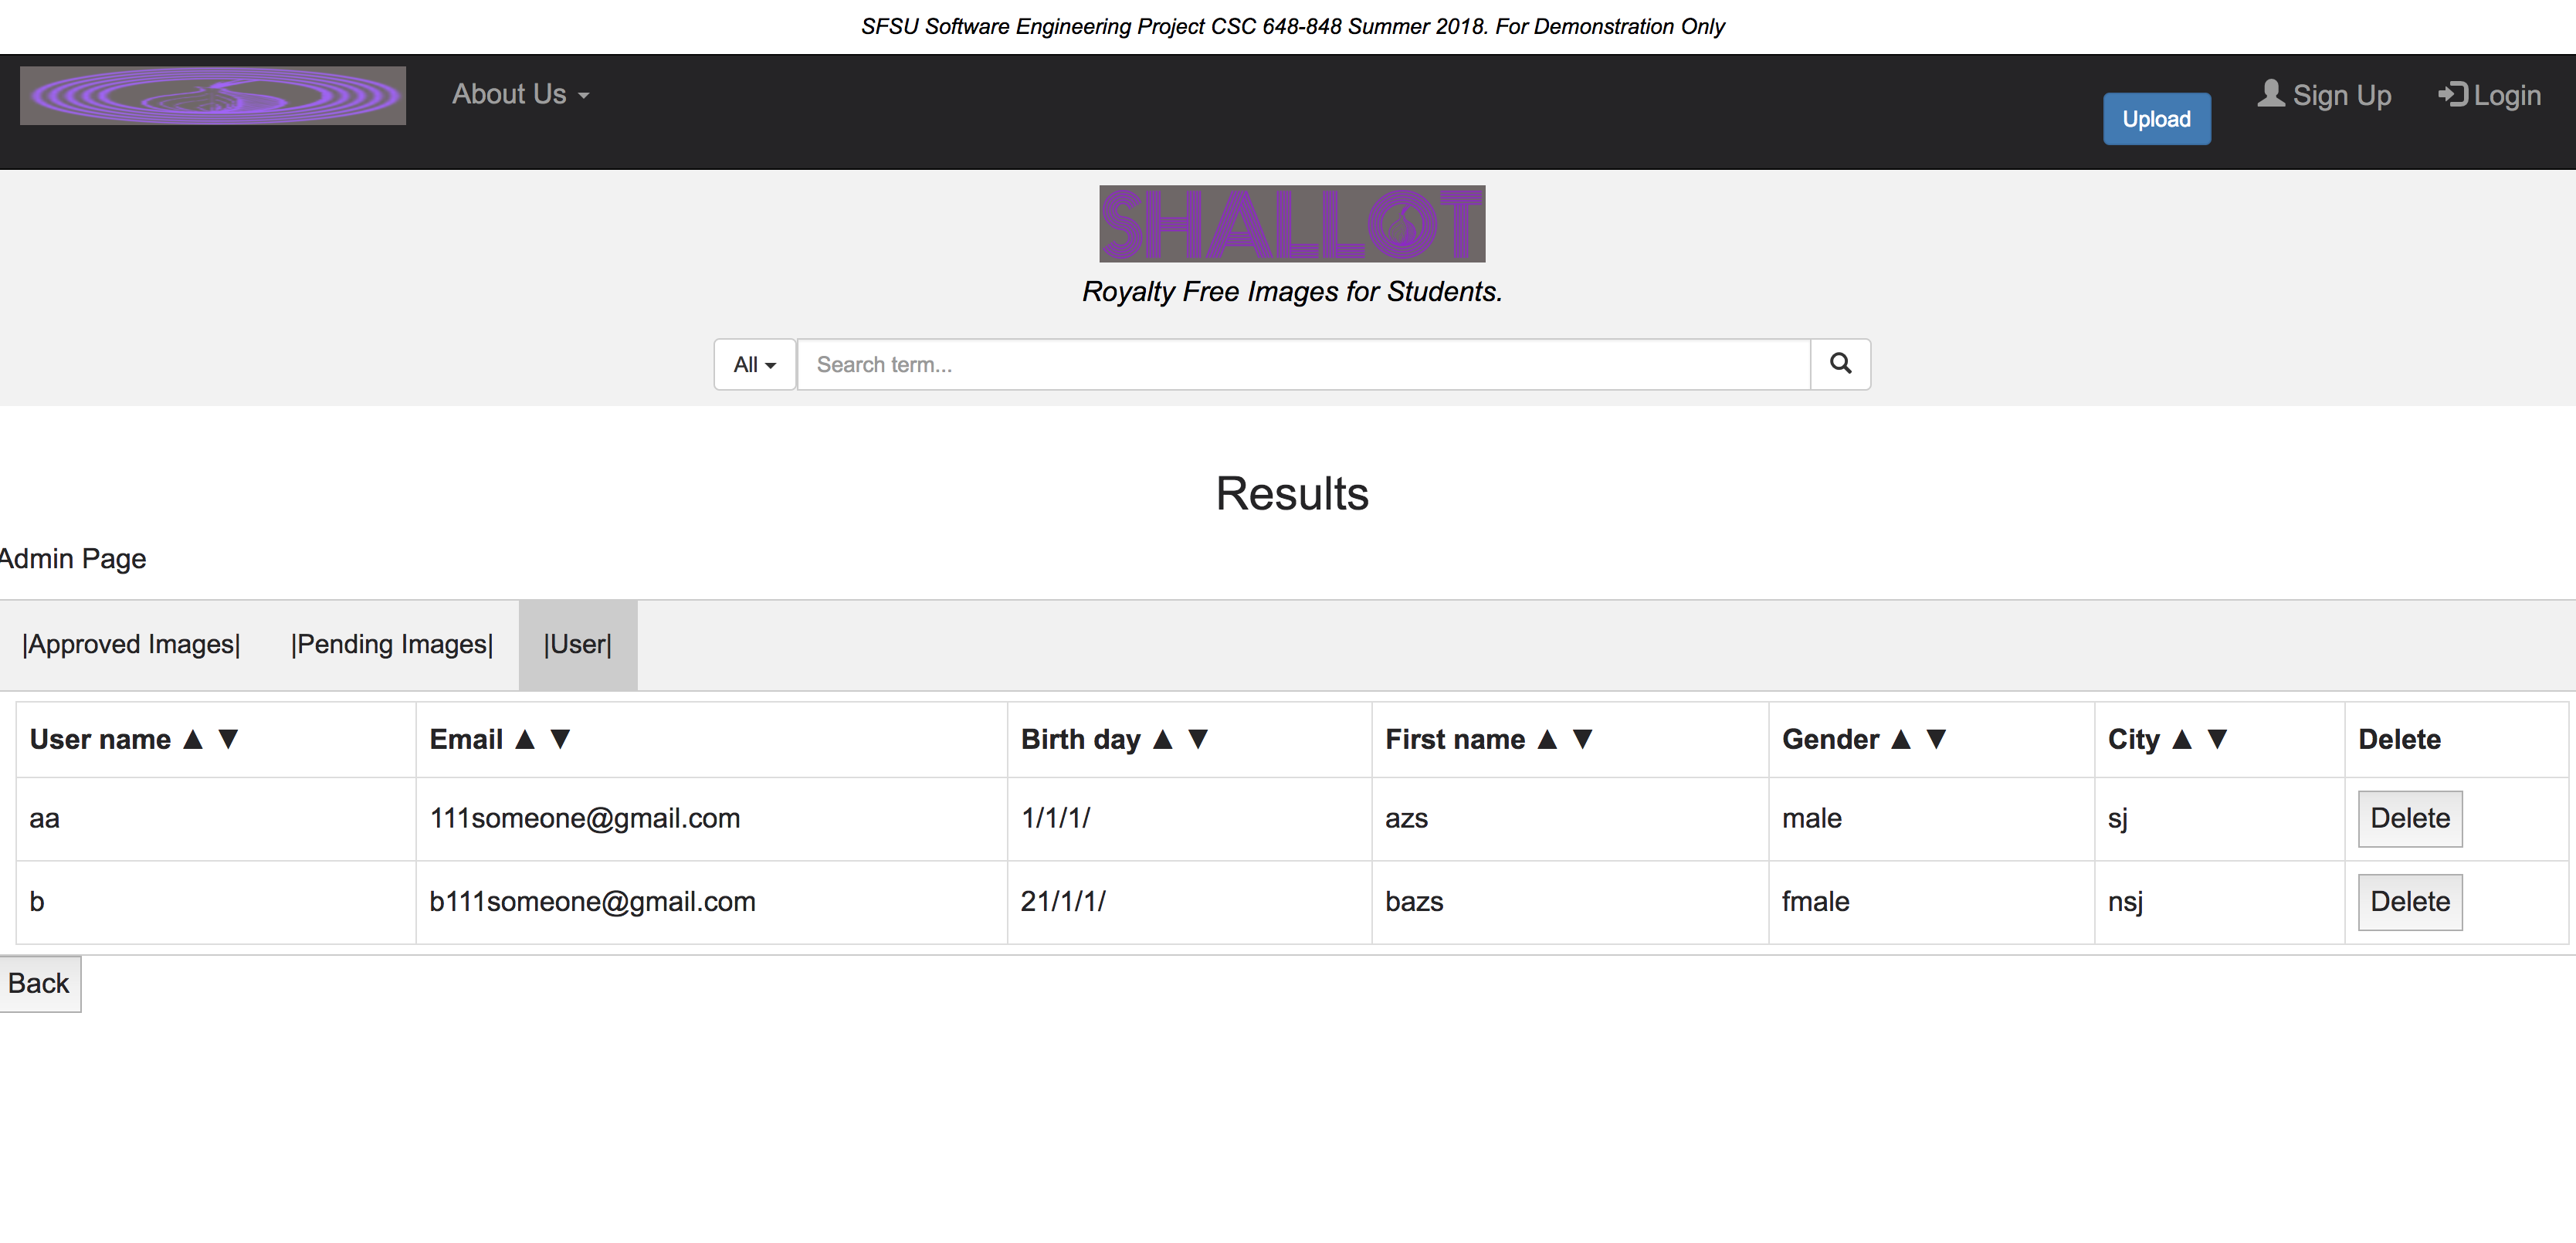 SFSU Software Engineering Project CSC 648-848 Summer 2018. For Demonstration Only
About Us
Upload
Sign Up
Login
SHALLOT
Royalty Free Images for Students.
All
Search term...
Results
Admin Page
|Approved Images| |Pending Images| |User|
User name ▲ ▼ Email ▲ ▼ Birth day ▲ ▼ First name ▲ ▼ Gender ▲ ▼ City ▲ ▼ Delete
aa 111someone@gmail.com 1/1/1/ azs male sj Delete
b b111someone@gmail.com 21/1/1/ bazs fmale nsj Delete
Back